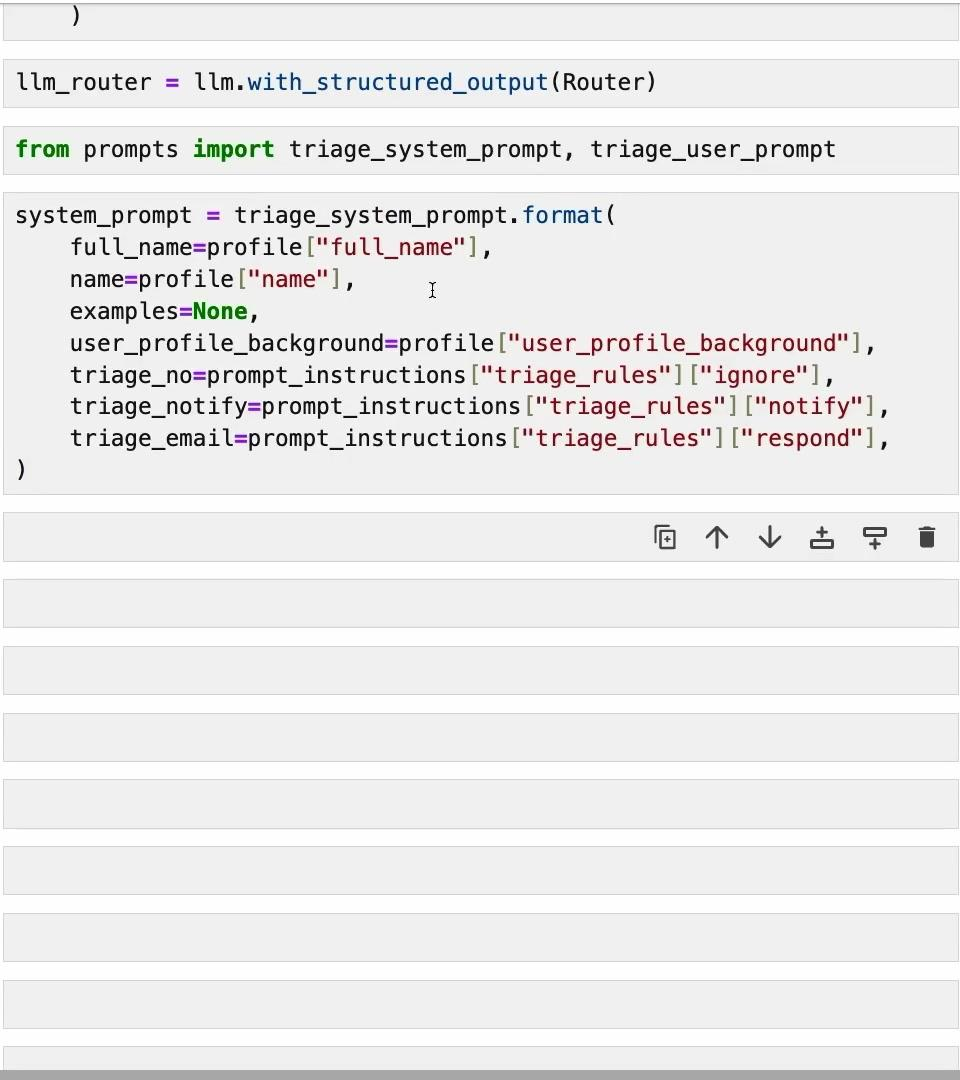 )
llm_router = llm.with_structured_output(Router)
from prompts import triage_system_prompt, triage_user_prompt
system_prompt = triage_system_prompt.format(
    full_name=profile["full_name"],
    name=profile["name"],
    examples=None,
    user_profile_background=profile["user_profile_background"],
    triage_no=prompt_instructions["triage_rules"]["ignore"],
    triage_notify=prompt_instructions["triage_rules"]["notify"],
    triage_email=prompt_instructions["triage_rules"]["respond"],
)